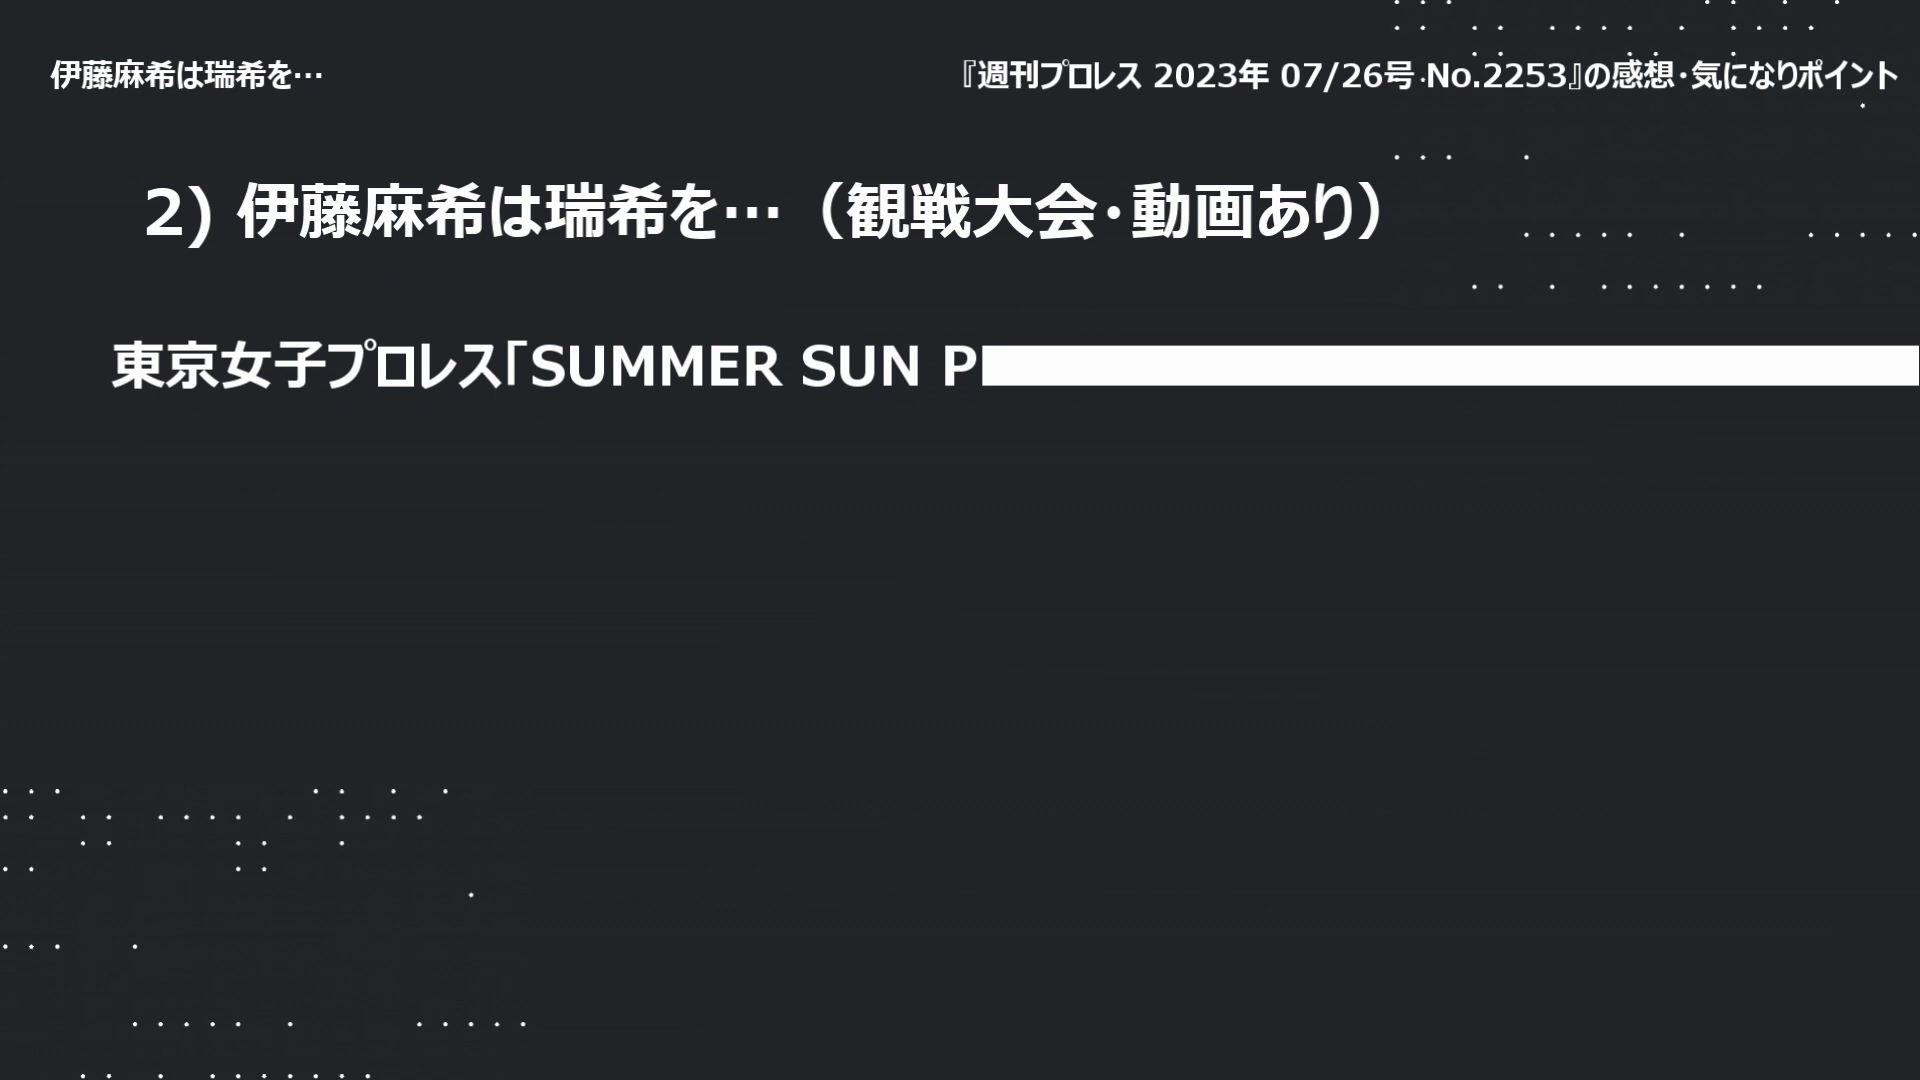 伊藤麻希は瑞希を…
『週刊プロレス 2023年 07/26号 No.2253』の感想・気になりポイント
2) 伊藤麻希は瑞希を…（観戦大会・動画あり）
東京女子プロレス「SUMMER SUN P